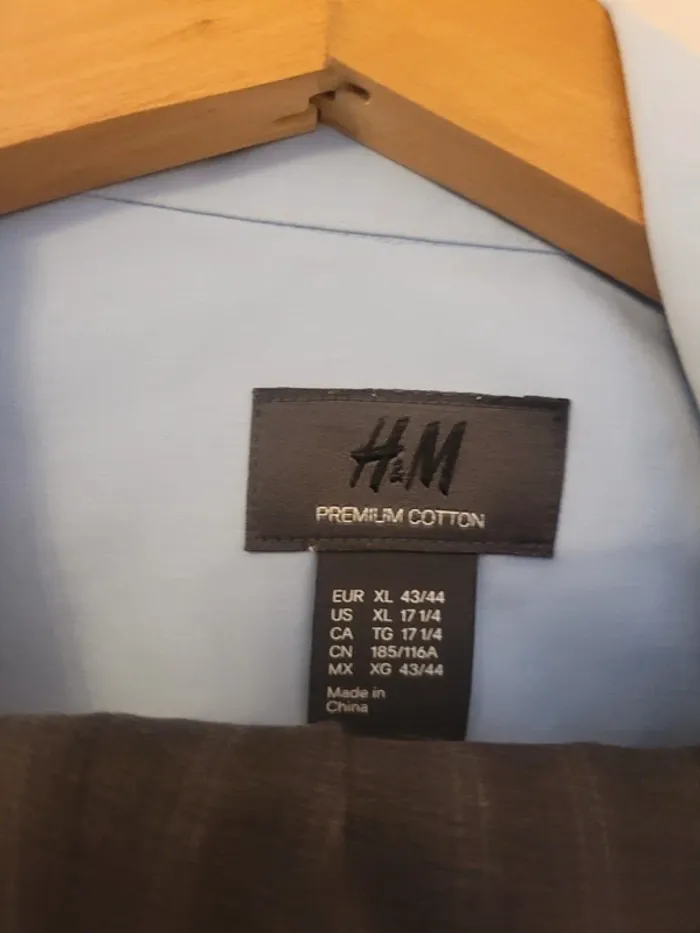 H&M
PREMIUM COTTON
EUR XL 43/44
US XL 17 1/4
CA TG 17 1/4
CN 185/116A
MX XG 43/44
Made in
China